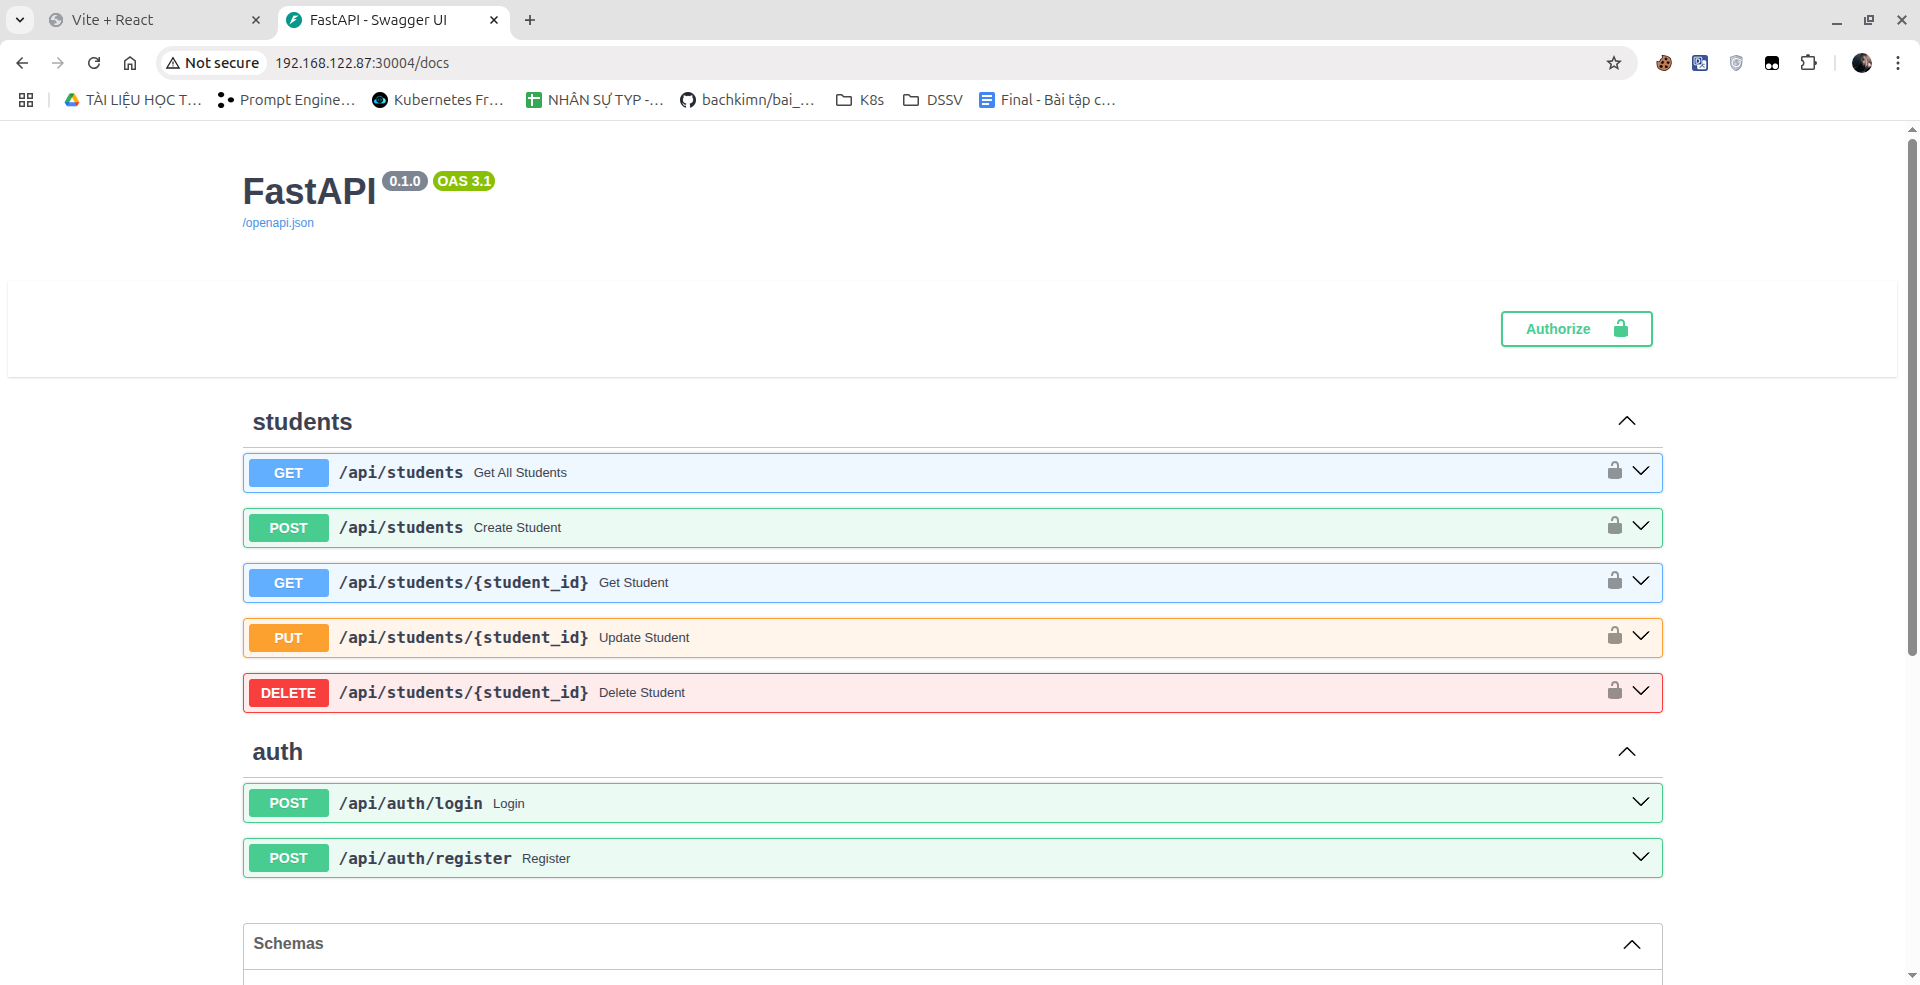 Vite + React
FastAPI - Swagger UI
Not secure
192.168.122.87:30004/docs
TÀI LIỆU HỌC T...
Prompt Engine...
Kubernetes Fr...
NHÂN SỰ TYP -...
bachkimn/bai_...
K8s
DSSV
Final - Bài tập c...
FastAPI 0.1.0 OAS 3.1
/openapi.json
Authorize
students
GET /api/students Get All Students
POST /api/students Create Student
GET /api/students/{student_id} Get Student
PUT /api/students/{student_id} Update Student
DELETE /api/students/{student_id} Delete Student
auth
POST /api/auth/login Login
POST /api/auth/register Register
Schemas